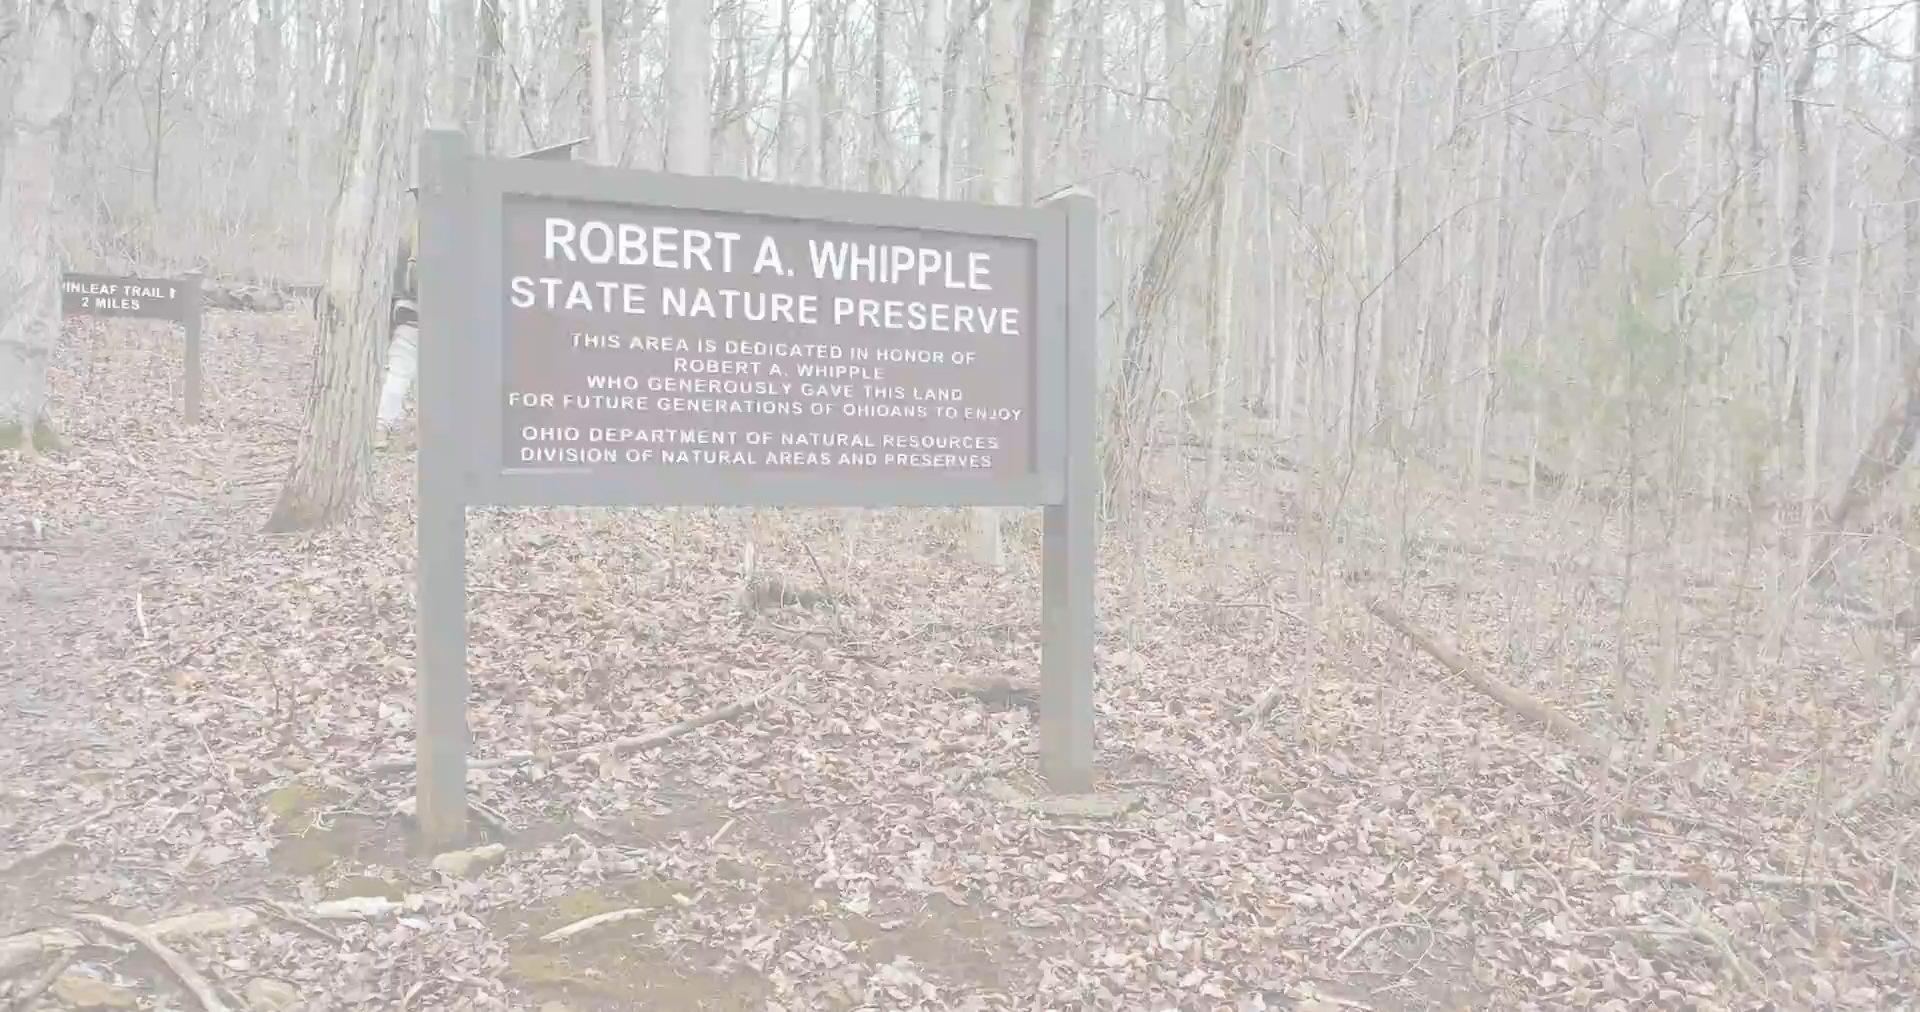 ROBERT A. WHIPPLE
STATE NATURE PRESERVE
THIS AREA IS DEDICATED IN HONOR OF
ROBERT A. WHIPPLE
WHO GENEROUSLY GAVE THIS LAND
FOR FUTURE GENERATIONS OF OHIOANS TO ENJOY
OHIO DEPARTMENT OF NATURAL RESOURCES
DIVISION OF NATURAL AREAS AND PRESERVES
TRAIL
2 MILES